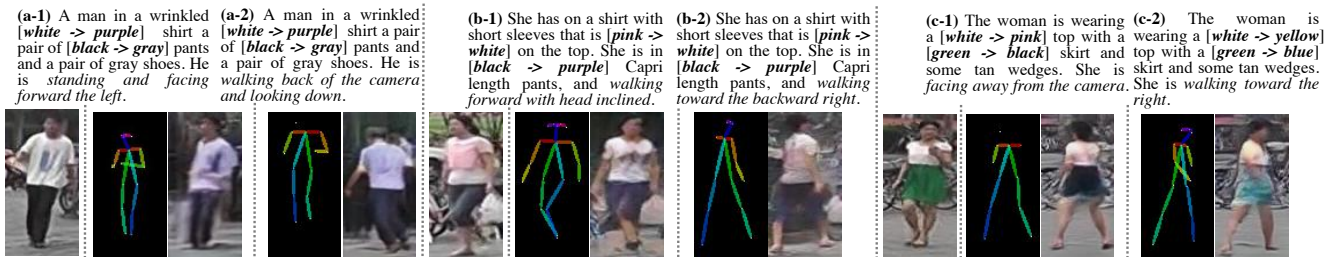 (a-1) A man in a wrinkled
[white -> purple] shirt a
pair of [black -> gray] pants
and a pair of gray shoes. He
is standing and facing
forward the left.
(a-2) A man in a wrinkled
[white -> purple] shirt a pair
of [black -> gray] pants and
a pair of gray shoes. He is
walking back of the camera
and looking down.
(b-1) She has on a shirt with
short sleeves that is [pink ->
white] on the top. She is in
[black -> purple] Capri
length pants, and walking
forward with head inclined.
(b-2) She has on a shirt with
short sleeves that is [pink ->
white] on the top. She is in
[black -> purple] Capri
length pants, and walking
toward the backward right.
(c-1) The woman is wearing
a [white -> pink] top with a
[green -> black] skirt and
some tan wedges. She is
facing away from the camera.
(c-2) The woman is
wearing a [white -> yellow]
top with a [green -> blue]
skirt and some tan wedges.
She is walking toward the
right.